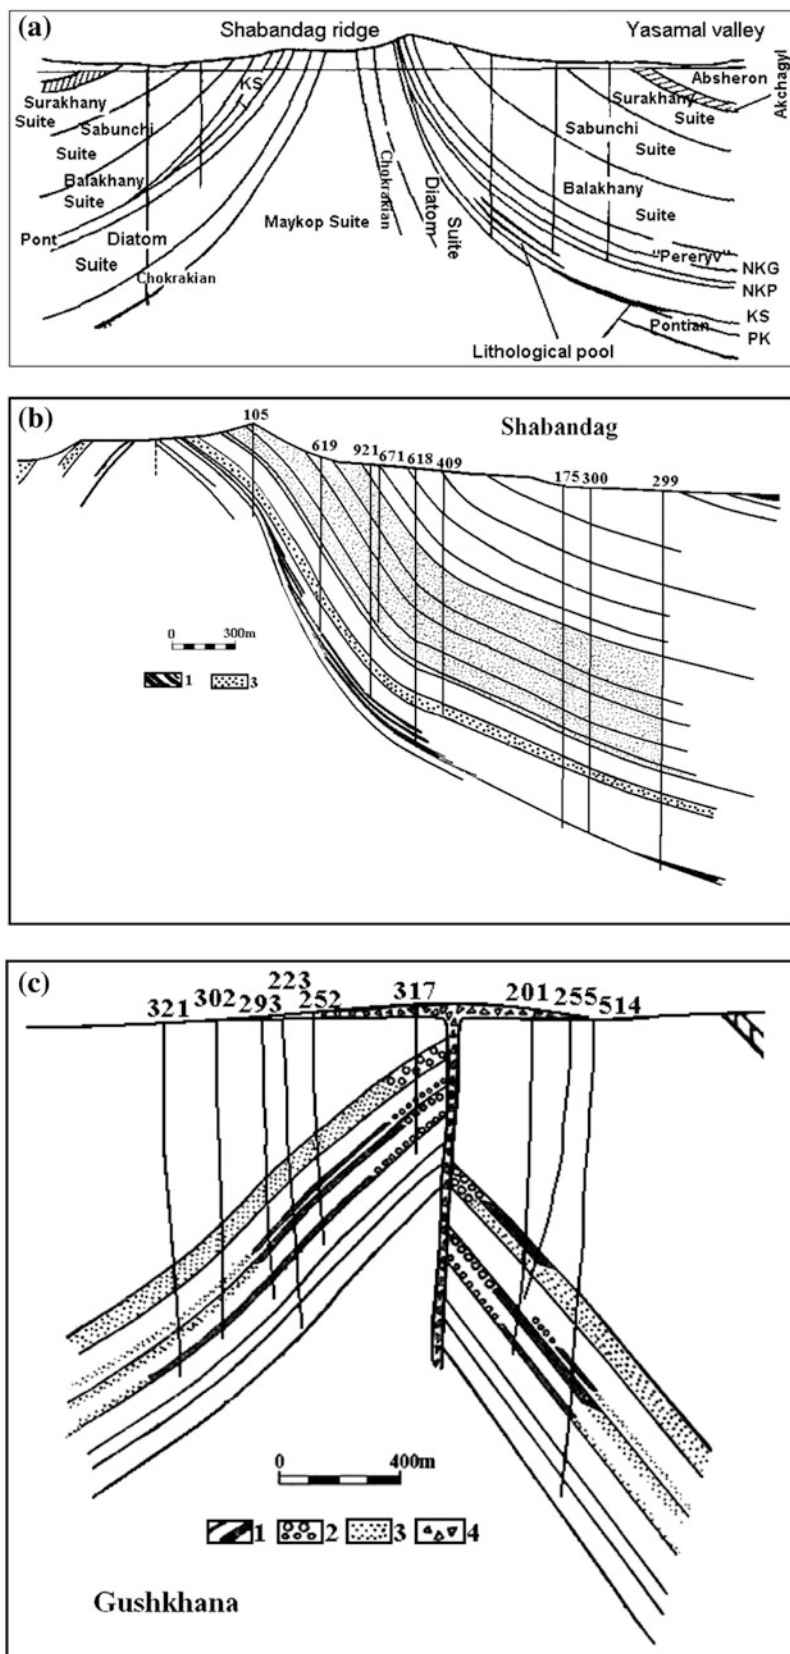 (a)
Shabandag ridge
Yasamal valley
KS
Absheron
Akchagyl
Surakhany
Suite
Sabunchi
Suite
Balakhany
Suite
Pont
Diatom
Suite
Chokrakian
Maykop Suite
Chokrakian
Diatom
Suite
Surakhany
Suite
Sabunchi
Suite
Balakhany
Suite
"Pereryv"
NKG
NKP
KS
Pontian
PK
Lithological pool
(b)
Shabandag
105
619
921
671
618
409
175
300
299
0
300m
1
3
(c)
321
302
293
223
252
317
201
255
514
0
400m
1
2
3
4
Gushkhana